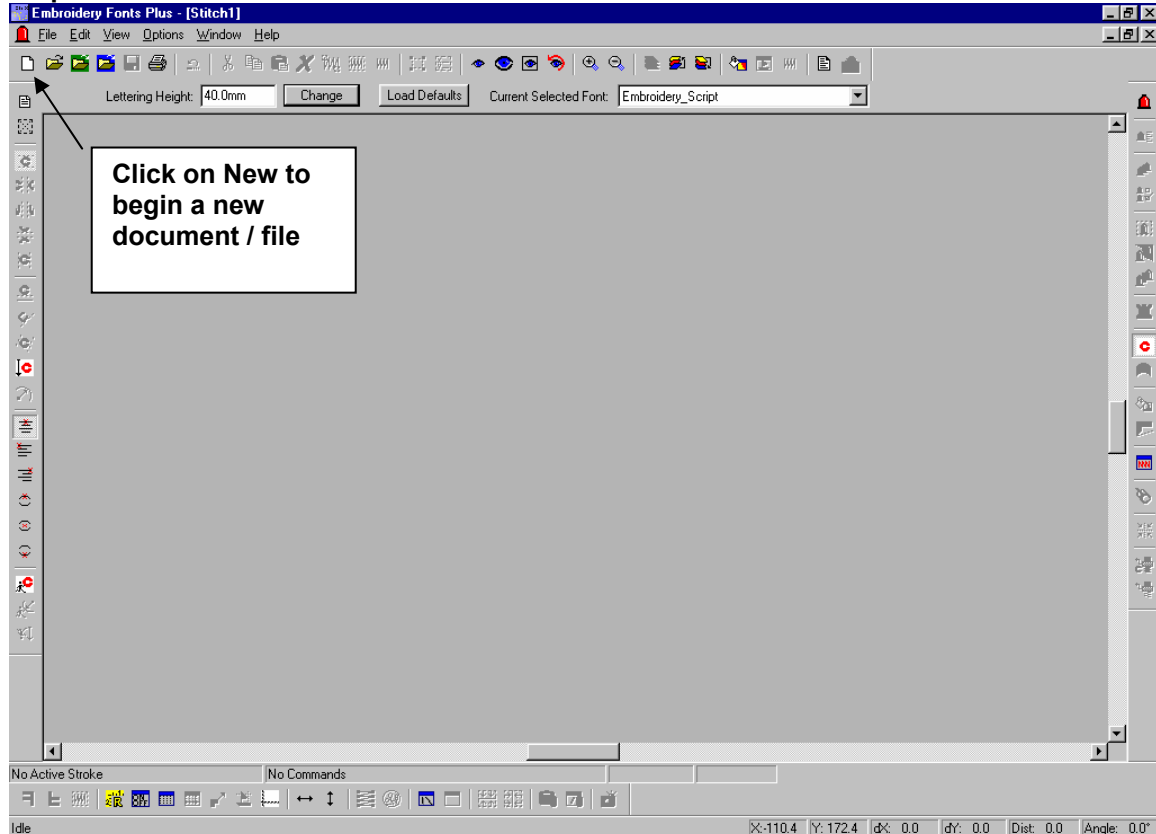 Embroidery Fonts Plus - [Stitch1]
File Edit View Options Window Help
Lettering Height: 40.0mm Change Load Defaults Current Selected Font: Embroidery_Script
Click on New to
begin a new
document / file
No Active Stroke No Commands
Idle X:-110.4 Y: 172.4 dX: 0.0 dY: 0.0 Dist: 0.0 Angle: 0.0°